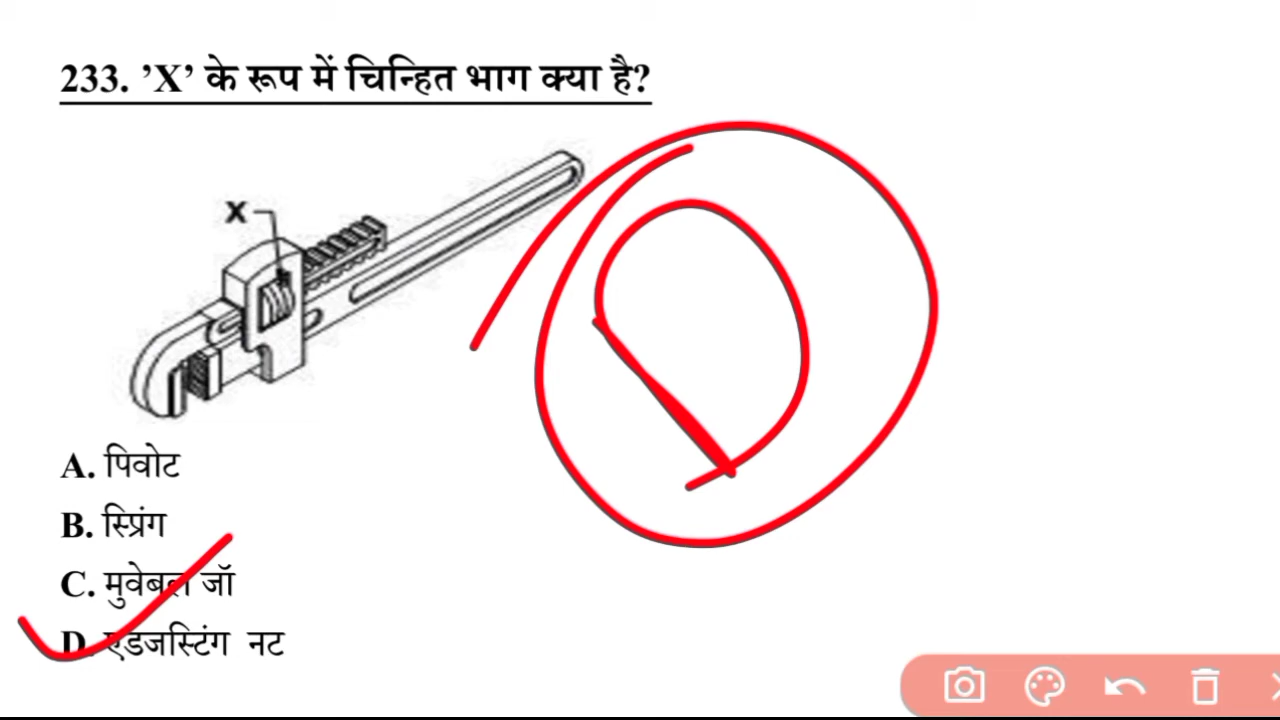 233. ’X’ के रूप में चिन्हित भाग क्या है?
X
D
A. पिवोट
B. स्प्रिंग
C. मुवेबल जॉ
D. एडजस्टिंग नट